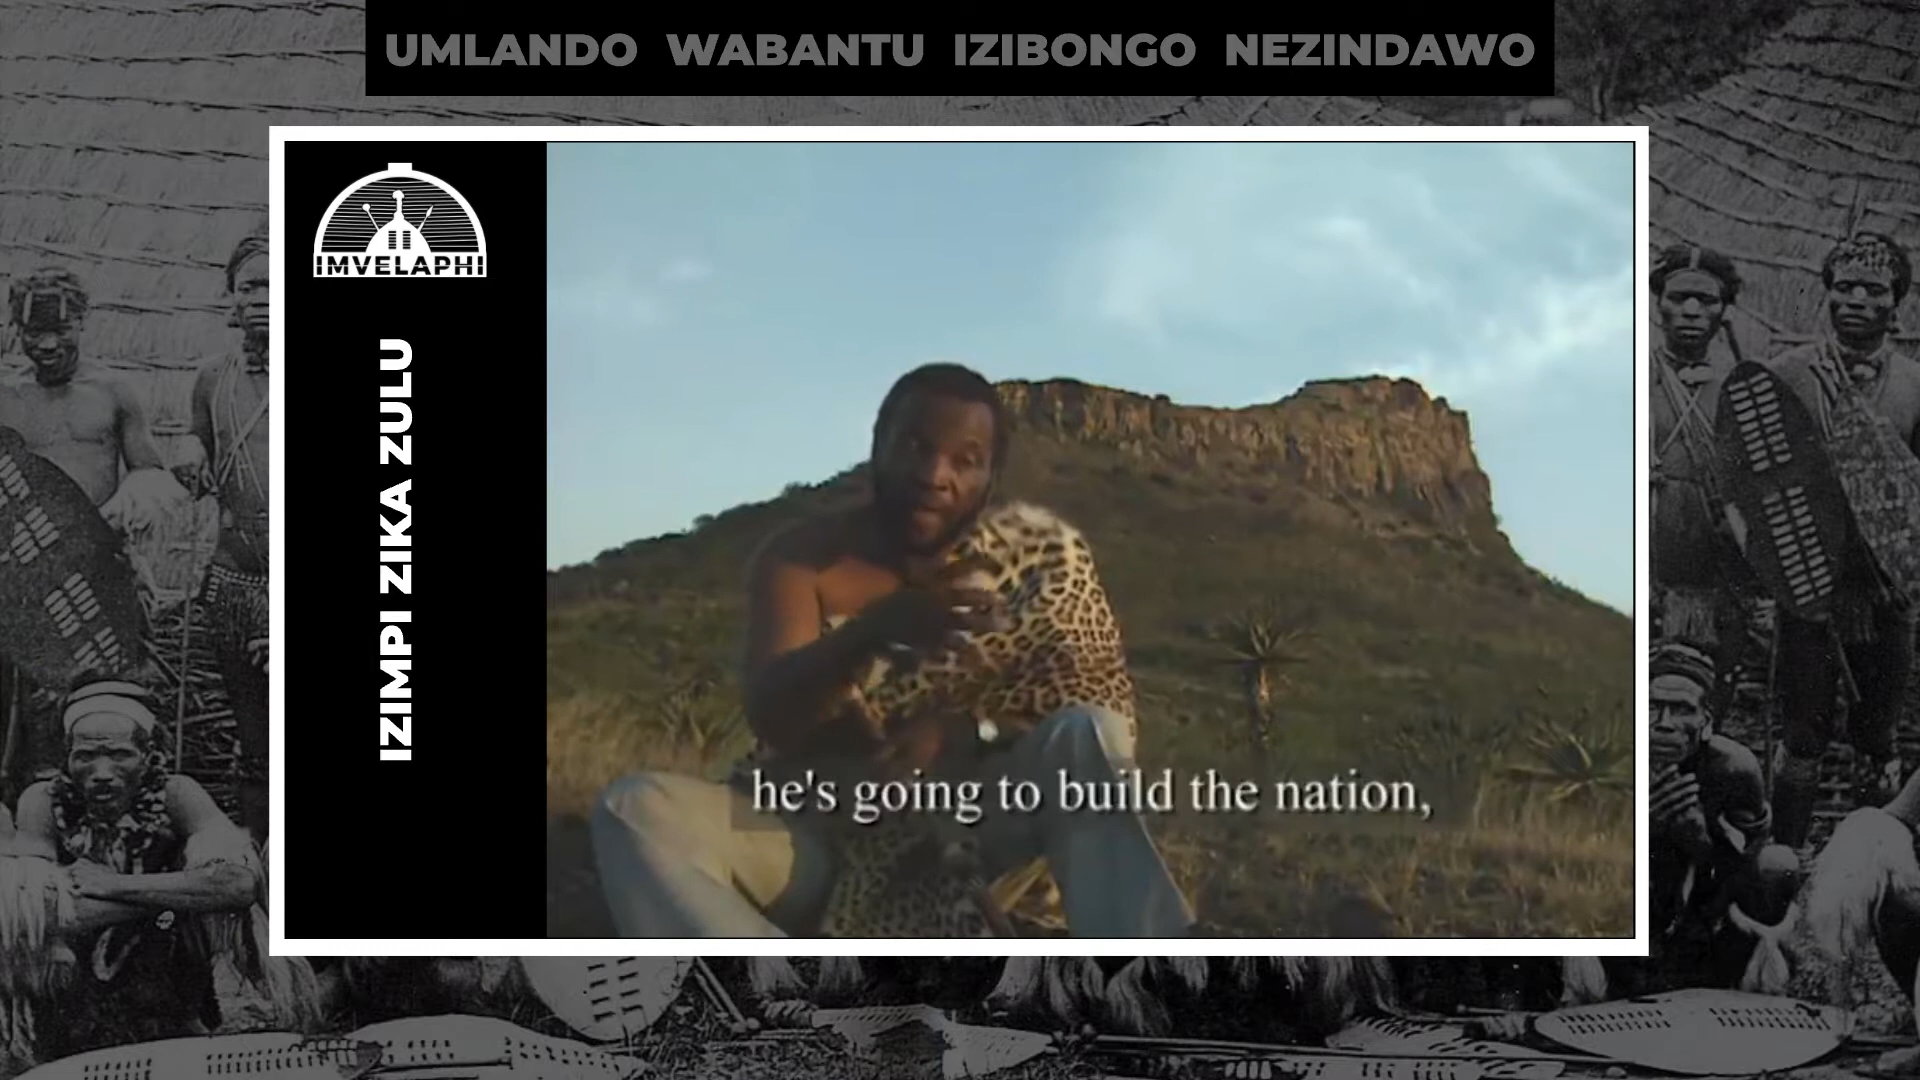 UMLANDO WABANTU IZIBONGO NEZINDAWO
IMVELAPHI
IZIMPI ZIKA ZULU
he's going to build the nation,